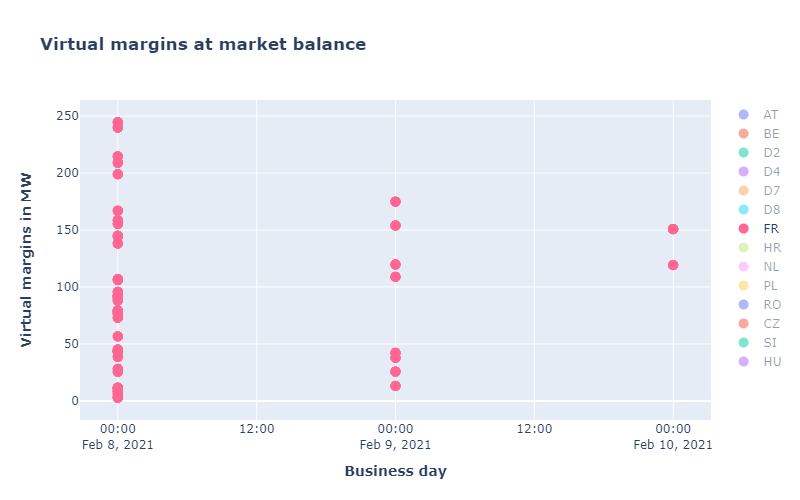 Virtual margins at market balance
250
200
150
100
50
0
Virtual margins in MW
00:00
Feb 8, 2021
12:00
00:00
Feb 9, 2021
12:00
00:00
Feb 10, 2021
Business day
AT
BE
D2
D4
D7
D8
FR
HR
NL
PL
RO
CZ
SI
HU